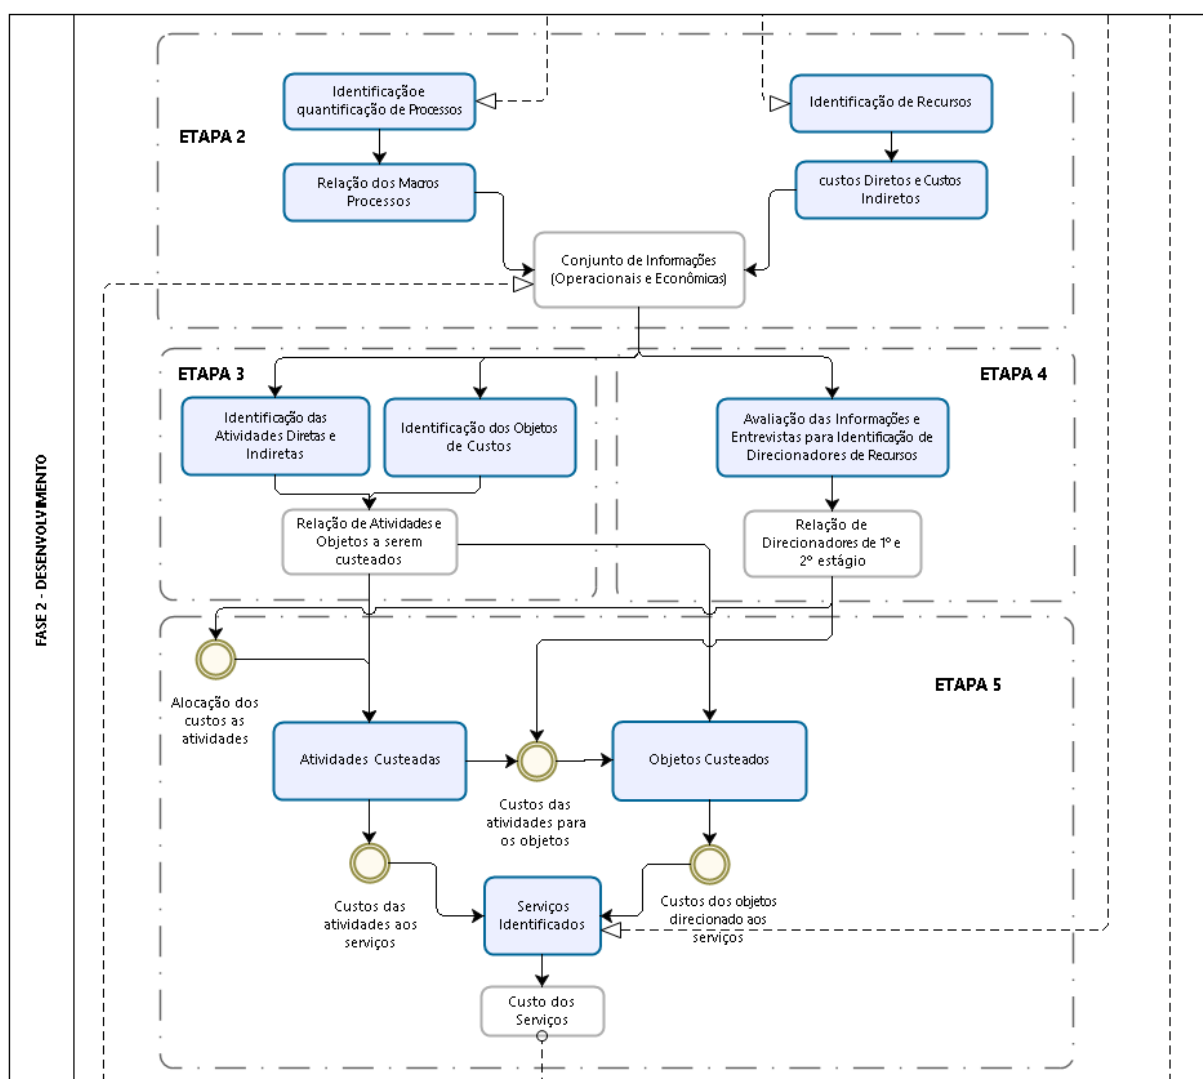 FASE 2 - DESENVOLVIMENTO
ETAPA 2
Identificaçãoe
quantificação de Processos
Identificação de Recursos
Relação dos Macros
Processos
custos Diretos e Custos
Indiretos
Conjunto de Informações
(Operacionais e Econômicas)
ETAPA 3
Identificação das
Atividades Diretas e
Indiretas
Identificação dos Objetos
de Custos
Relação de Atividades e
Objetos a serem
custeados
ETAPA 4
Avaliação das Informações e
Entrevistas para Identificação de
Direcionadores de Recursos
Relação de
Direcionadores de 1º e
2º estágio
ETAPA 5
Alocação dos
custos as
atividades
Atividades Custeadas
Custos das
atividades para
os objetos
Objetos Custeados
Custos das
atividades aos
serviços
Serviços
Identificados
Custos dos objetos
direcionado aos
serviços
Custo dos
Serviços